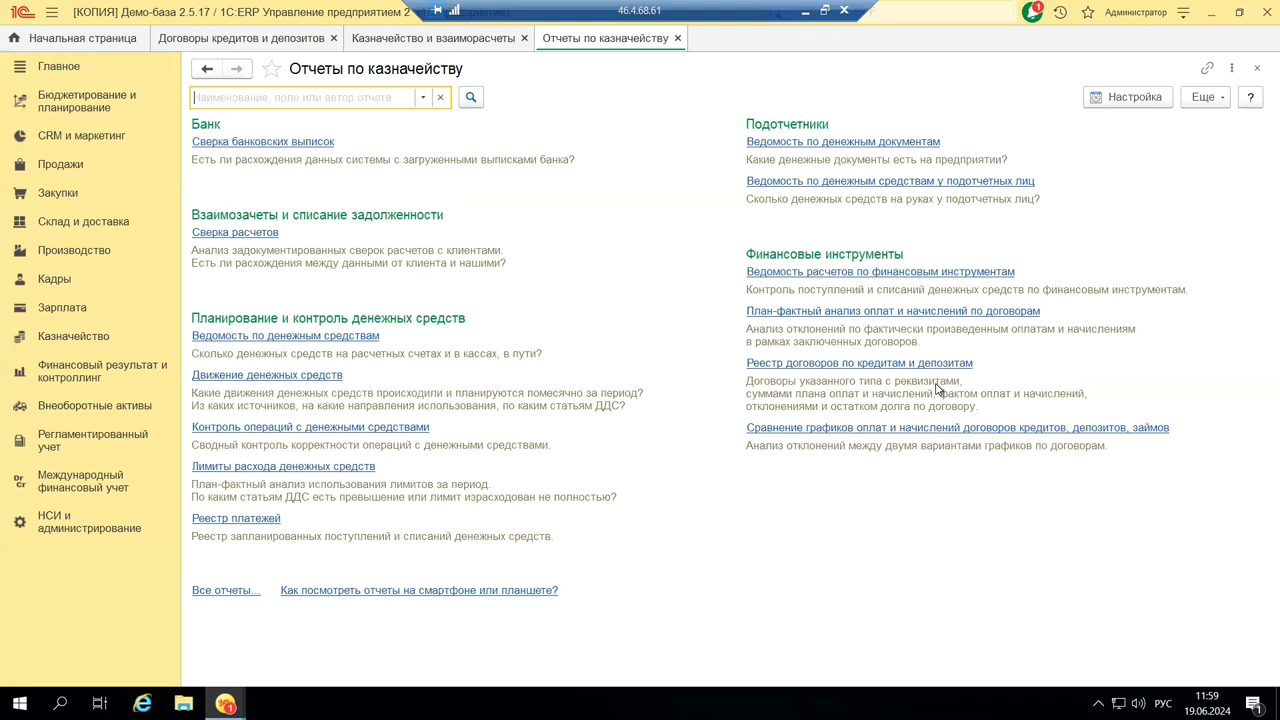 [КОПИЯ] Демо-база 2.5.17 / 1С:ERP Управление предприятием 2
46.4.68.61
1
Администратор
Начальная страница
Договоры кредитов и депозитов
Казначейство и взаиморасчеты
Отчеты по казначейству
Главное
Бюджетирование и
планирование
CRM и маркетинг
Продажи
Закупки
Склад и доставка
Производство
Кадры
Зарплата
Казначейство
Финансовый результат и
контроллинг
Внеоборотные активы
Регламентированный
учет
Международный
финансовый учет
НСИ и
администрирование
Отчеты по казначейству
Наименование, поле или автор отчета
Настройка
Еще
?
Банк
Сверка банковских выписок
Есть ли расхождения данных системы с загруженными выписками банка?
Взаимозачеты и списание задолженности
Сверка расчетов
Анализ задокументированных сверок расчетов с клиентами.
Есть ли расхождения между данными от клиента и нашими?
Планирование и контроль денежных средств
Ведомость по денежным средствам
Сколько денежных средств на расчетных счетах и в кассах, в пути?
Движение денежных средств
Какие движения денежных средств происходили и планируются помесячно за период?
Из каких источников, на какие направления использования, по каким статьям ДДС?
Контроль операций с денежными средствами
Сводный контроль корректности операций с денежными средствами.
Лимиты расхода денежных средств
План-фактный анализ использования лимитов за период.
По каким статьям ДДС есть превышение или лимит израсходован не полностью?
Реестр платежей
Реестр запланированных поступлений и списаний денежных средств.
Все отчеты...
Как посмотреть отчеты на смартфоне или планшете?
Подотчетники
Ведомость по денежным документам
Какие денежные документы есть на предприятии?
Ведомость по денежным средствам у подотчетных лиц
Сколько денежных средств на руках у подотчетных лиц?
Финансовые инструменты
Ведомость расчетов по финансовым инструментам
Контроль поступлений и списаний денежных средств по финансовым инструментам.
План-фактный анализ оплат и начислений по договорам
Анализ отклонений по фактически произведенным оплатам и начислениям
в рамках заключенных договоров.
Реестр договоров по кредитам и депозитам
Договоры указанного типа с реквизитами,
суммами плана оплат и начислений, фактом оплат и начислений,
отклонениями и остатком долга по договору.
Сравнение графиков оплат и начислений договоров кредитов, депозитов, займов
Анализ отклонений между двумя вариантами графиков по договорам.
РУС
11:59
19.06.2024
1